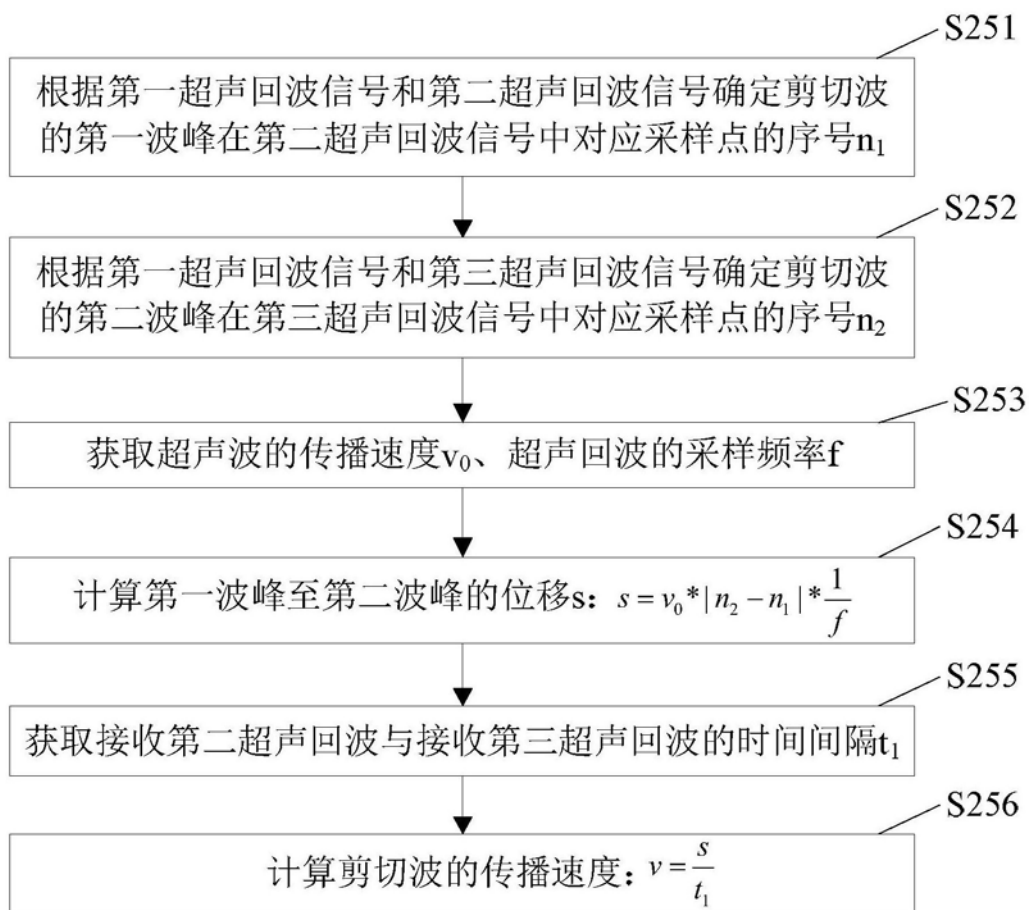 S251
根据第一超声回波信号和第二超声回波信号确定剪切波
的第一波峰在第二超声回波信号中对应采样点的序号n₁
S252
根据第一超声回波信号和第三超声回波信号确定剪切波
的第二波峰在第三超声回波信号中对应采样点的序号n₂
S253
获取超声波的传播速度v₀、超声回波的采样频率f
S254
计算第一波峰至第二波峰的位移s：s = v₀*|n₂ − n₁|*1/f
S255
获取接收第二超声回波与接收第三超声回波的时间间隔t₁
S256
计算剪切波的传播速度：v = s/t₁